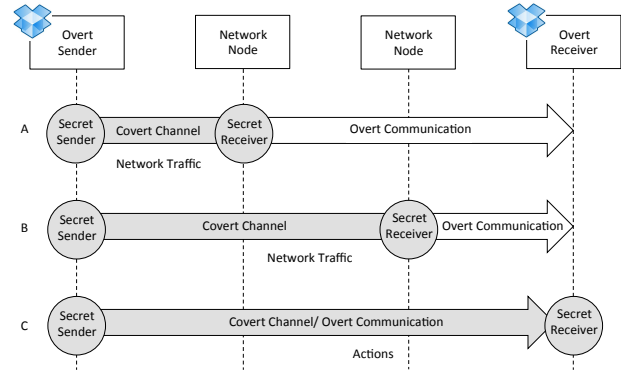 Overt
Sender
Network
Node
Network
Node
Overt
Receiver
A
Secret
Sender
Covert Channel
Secret
Receiver
Overt Communication
Network Traffic
B
Secret
Sender
Covert Channel
Secret
Receiver
Overt Communication
Network Traffic
C
Secret
Sender
Covert Channel/ Overt Communication
Secret
Receiver
Actions